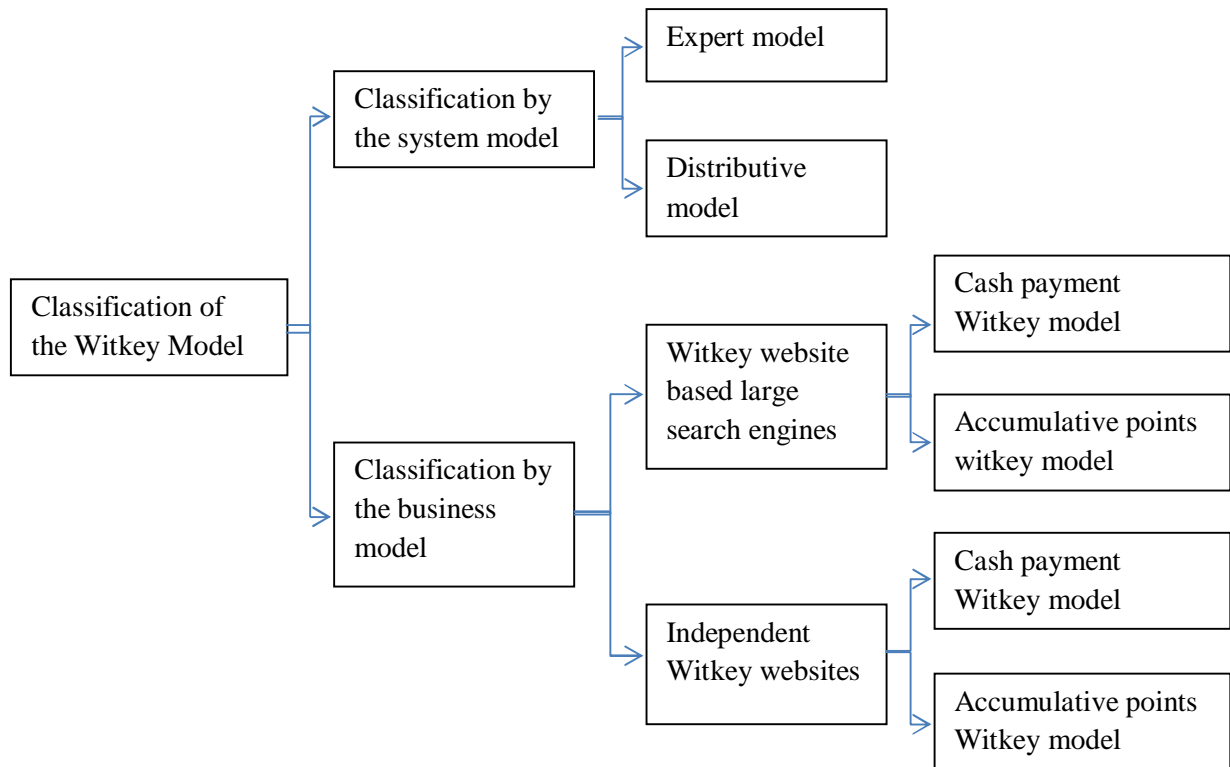 Expert model
Classification by
the system model
Distributive
model
Classification of
the Witkey Model
Cash payment
Witkey model
Witkey website
based large
search engines
Accumulative points
witkey model
Classification by
the business
model
Cash payment
Witkey model
Independent
Witkey websites
Accumulative points
Witkey model